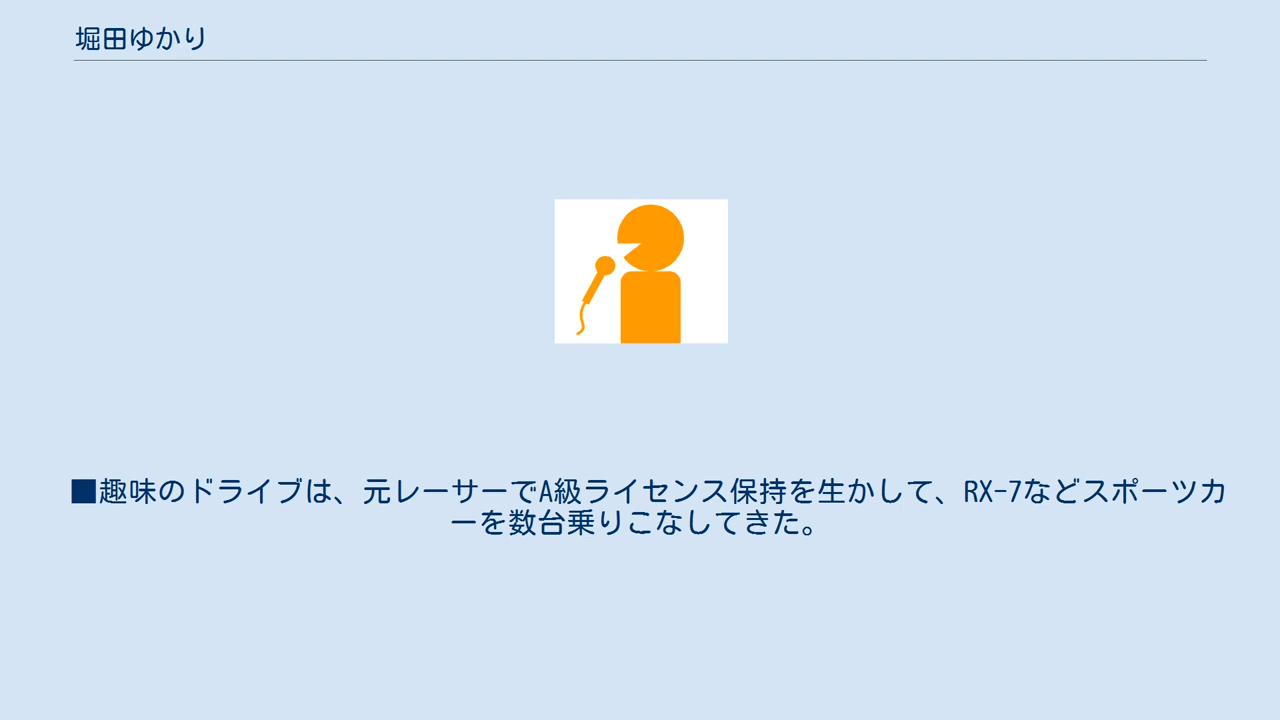 堀田ゆかり
■趣味のドライブは、元レーサーでA級ライセンス保持を生かして、RX-7などスポーツカ
ーを数台乗りこなしてきた。